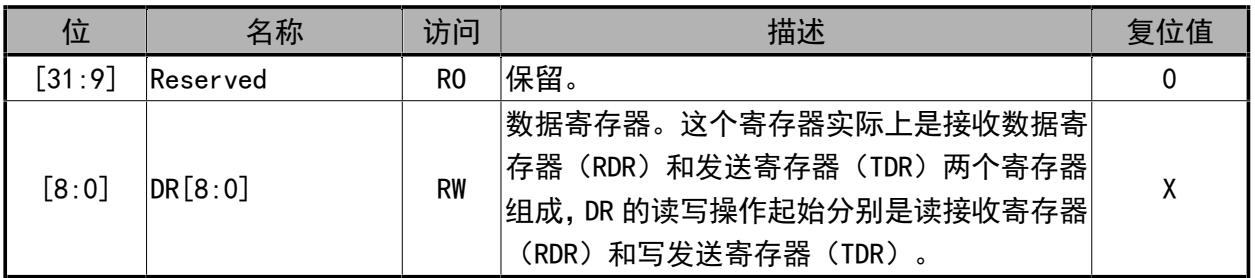 位 名称 访问 描述 复位值
[31:9] Reserved RO 保留。 0
数据寄存器。这个寄存器实际上是接收数据寄
存器（RDR）和发送寄存器（TDR）两个寄存器
[8:0] DR[8:0] RW 组成，DR 的读写操作起始分别是读接收寄存器 X
（RDR）和写发送寄存器（TDR）。